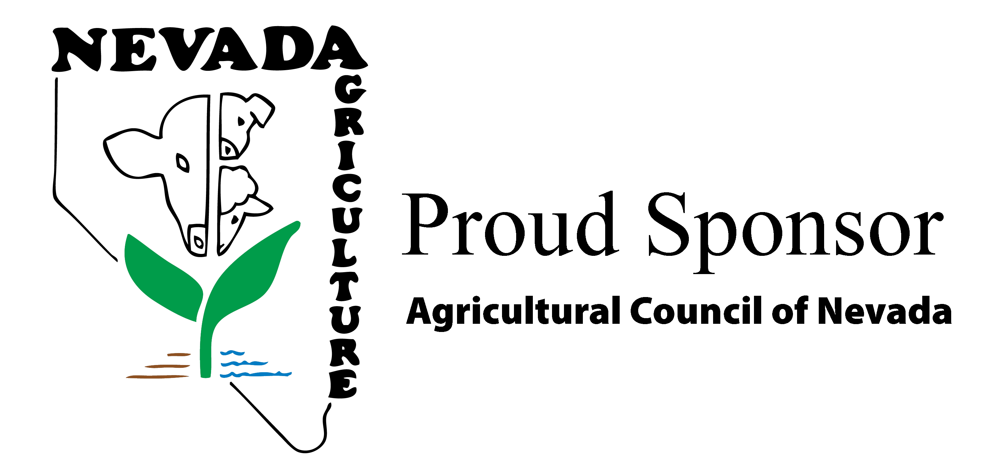 NEVADA
AGRICULTURE
Proud Sponsor
Agricultural Council of Nevada